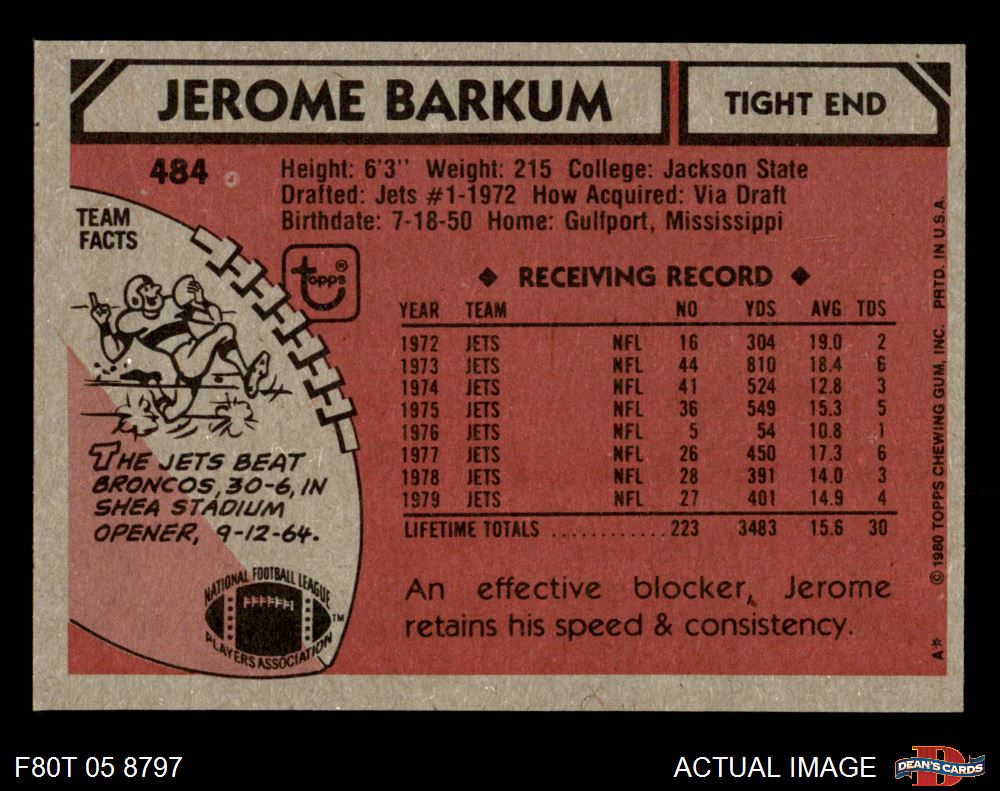 JEROME BARKUM
TIGHT END
484
Height: 6'3'' Weight: 215 College: Jackson State
Drafted: Jets #1-1972 How Acquired: Via Draft
Birthdate: 7-18-50 Home: Gulfport, Mississippi
TEAM
FACTS
topps®
◆ RECEIVING RECORD ◆
YEAR TEAM NO YDS AVG TDS
1972 JETS NFL 16 304 19.0 2
1973 JETS NFL 44 810 18.4 6
1974 JETS NFL 41 524 12.8 3
1975 JETS NFL 36 549 15.3 5
1976 JETS NFL 5 54 10.8 1
1977 JETS NFL 26 450 17.3 6
1978 JETS NFL 28 391 14.0 3
1979 JETS NFL 27 401 14.9 4
LIFETIME TOTALS ............ 223 3483 15.6 30
THE JETS BEAT
BRONCOS, 30-6, IN
SHEA STADIUM
OPENER, 9-12-64.
NATIONAL FOOTBALL LEAGUE
PLAYERS ASSOCIATION
TM
An effective blocker, Jerome
retains his speed & consistency.
A* © 1980 TOPPS CHEWING GUM, INC. PRTD. IN U.S.A.
F80T 05 8797
ACTUAL IMAGE
D
DEAN'S CARDS